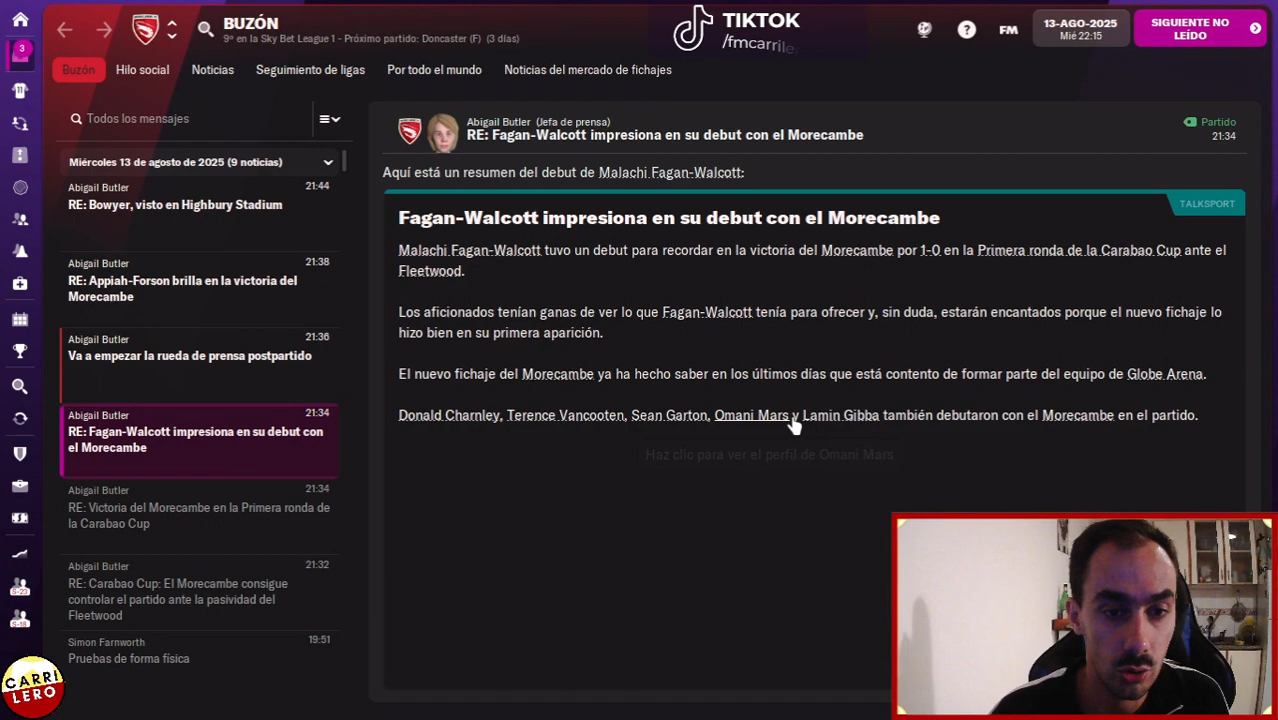 BUZÓN
9º en la Sky Bet League 1 - Próximo partido: Doncaster (F) (3 días)
TIKTOK
/fmcarriler
FM
13-AGO-2025
Mié 22:15
SIGUIENTE NO
LEÍDO
3
Buzón
Hilo social
Noticias
Seguimiento de ligas
Por todo el mundo
Noticias del mercado de fichajes
Todos los mensajes
Miércoles 13 de agosto de 2025 (9 noticias)
Abigail Butler
21:44
RE: Bowyer, visto en Highbury Stadium
Abigail Butler
21:38
RE: Appiah-Forson brilla en la victoria del
Morecambe
Abigail Butler
21:36
Va a empezar la rueda de prensa postpartido
Abigail Butler
21:34
RE: Fagan-Walcott impresiona en su debut con
el Morecambe
Abigail Butler
21:34
RE: Victoria del Morecambe en la Primera ronda de
la Carabao Cup
Abigail Butler
21:32
RE: Carabao Cup: El Morecambe consigue
controlar el partido ante la pasividad del
Fleetwood
Simon Farnworth
19:51
Pruebas de forma física
Abigail Butler (Jefa de prensa)
RE: Fagan-Walcott impresiona en su debut con el Morecambe
Partido
21:34
Aquí está un resumen del debut de Malachi Fagan-Walcott:
TALKSPORT
Fagan-Walcott impresiona en su debut con el Morecambe
Malachi Fagan-Walcott tuvo un debut para recordar en la victoria del Morecambe por 1-0 en la Primera ronda de la Carabao Cup ante el
Fleetwood.
Los aficionados tenían ganas de ver lo que Fagan-Walcott tenía para ofrecer y, sin duda, estarán encantados porque el nuevo fichaje lo
hizo bien en su primera aparición.
El nuevo fichaje del Morecambe ya ha hecho saber en los últimos días que está contento de formar parte del equipo de Globe Arena.
Donald Charnley, Terence Vancooten, Sean Garton, Omani Mars y Lamin Gibba también debutaron con el Morecambe en el partido.
Haz clic para ver el perfil de Omani Mars
S-23
S-18
CARRI
LERO